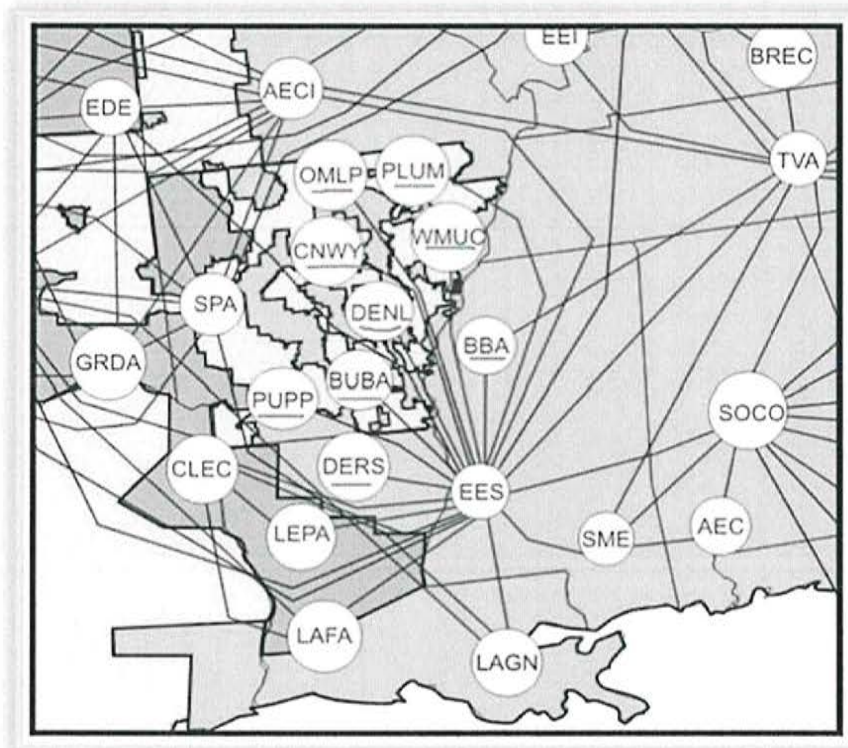 EEI
BREC
EDE
AECI
OMLP
PLUM
TVA
WMUC
CNWY
SPA
DENL
BBA
GRDA
BUBA
PUPP
SOCO
CLEC
DERS
EES
LEPA
SME
AEC
LAFA
LAGN